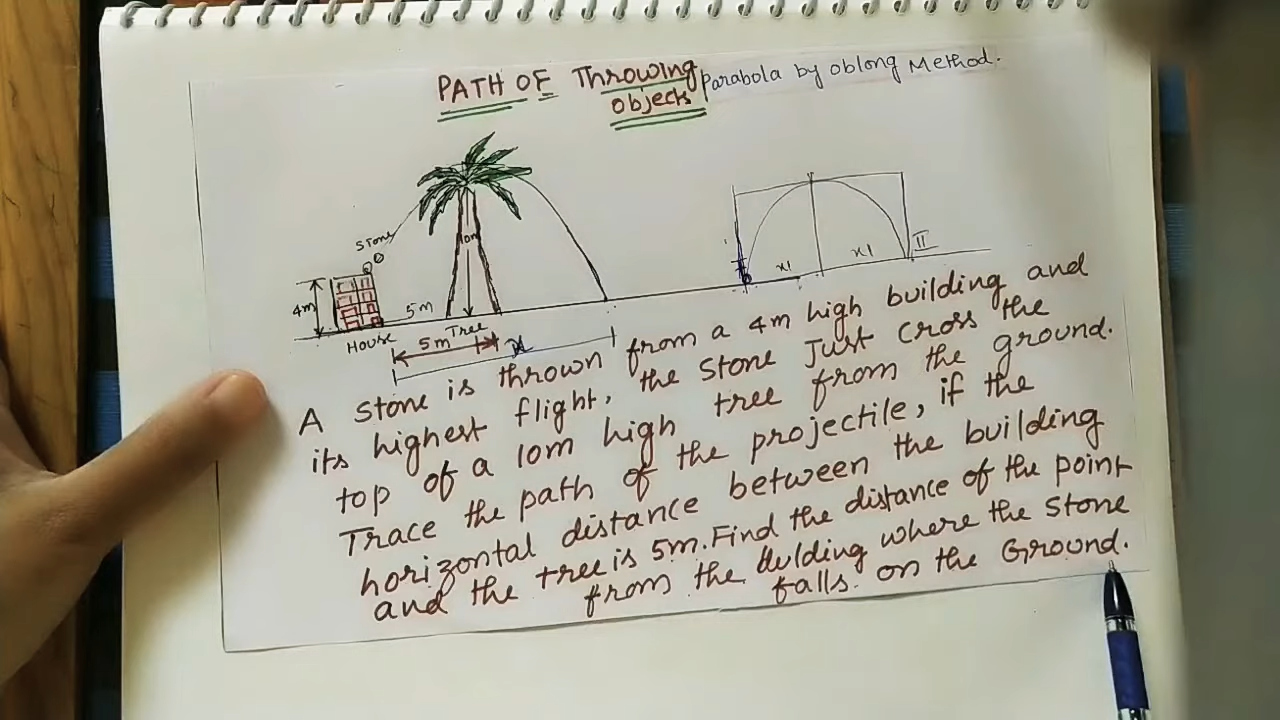 PATH OF Throwing Parabola by oblong Method.
Objects
Stone
10m
4m
5m
House
Tree
5m
x
x1
x1
A Stone is thrown from a 4m high building and
its highest flight, the stone Just cross the
top of a 10m high tree from the ground.
Trace the path of the projectile, if the
horizontal distance between the building
and the tree is 5m. Find the distance of the point
from the building where the Stone
falls on the Ground.